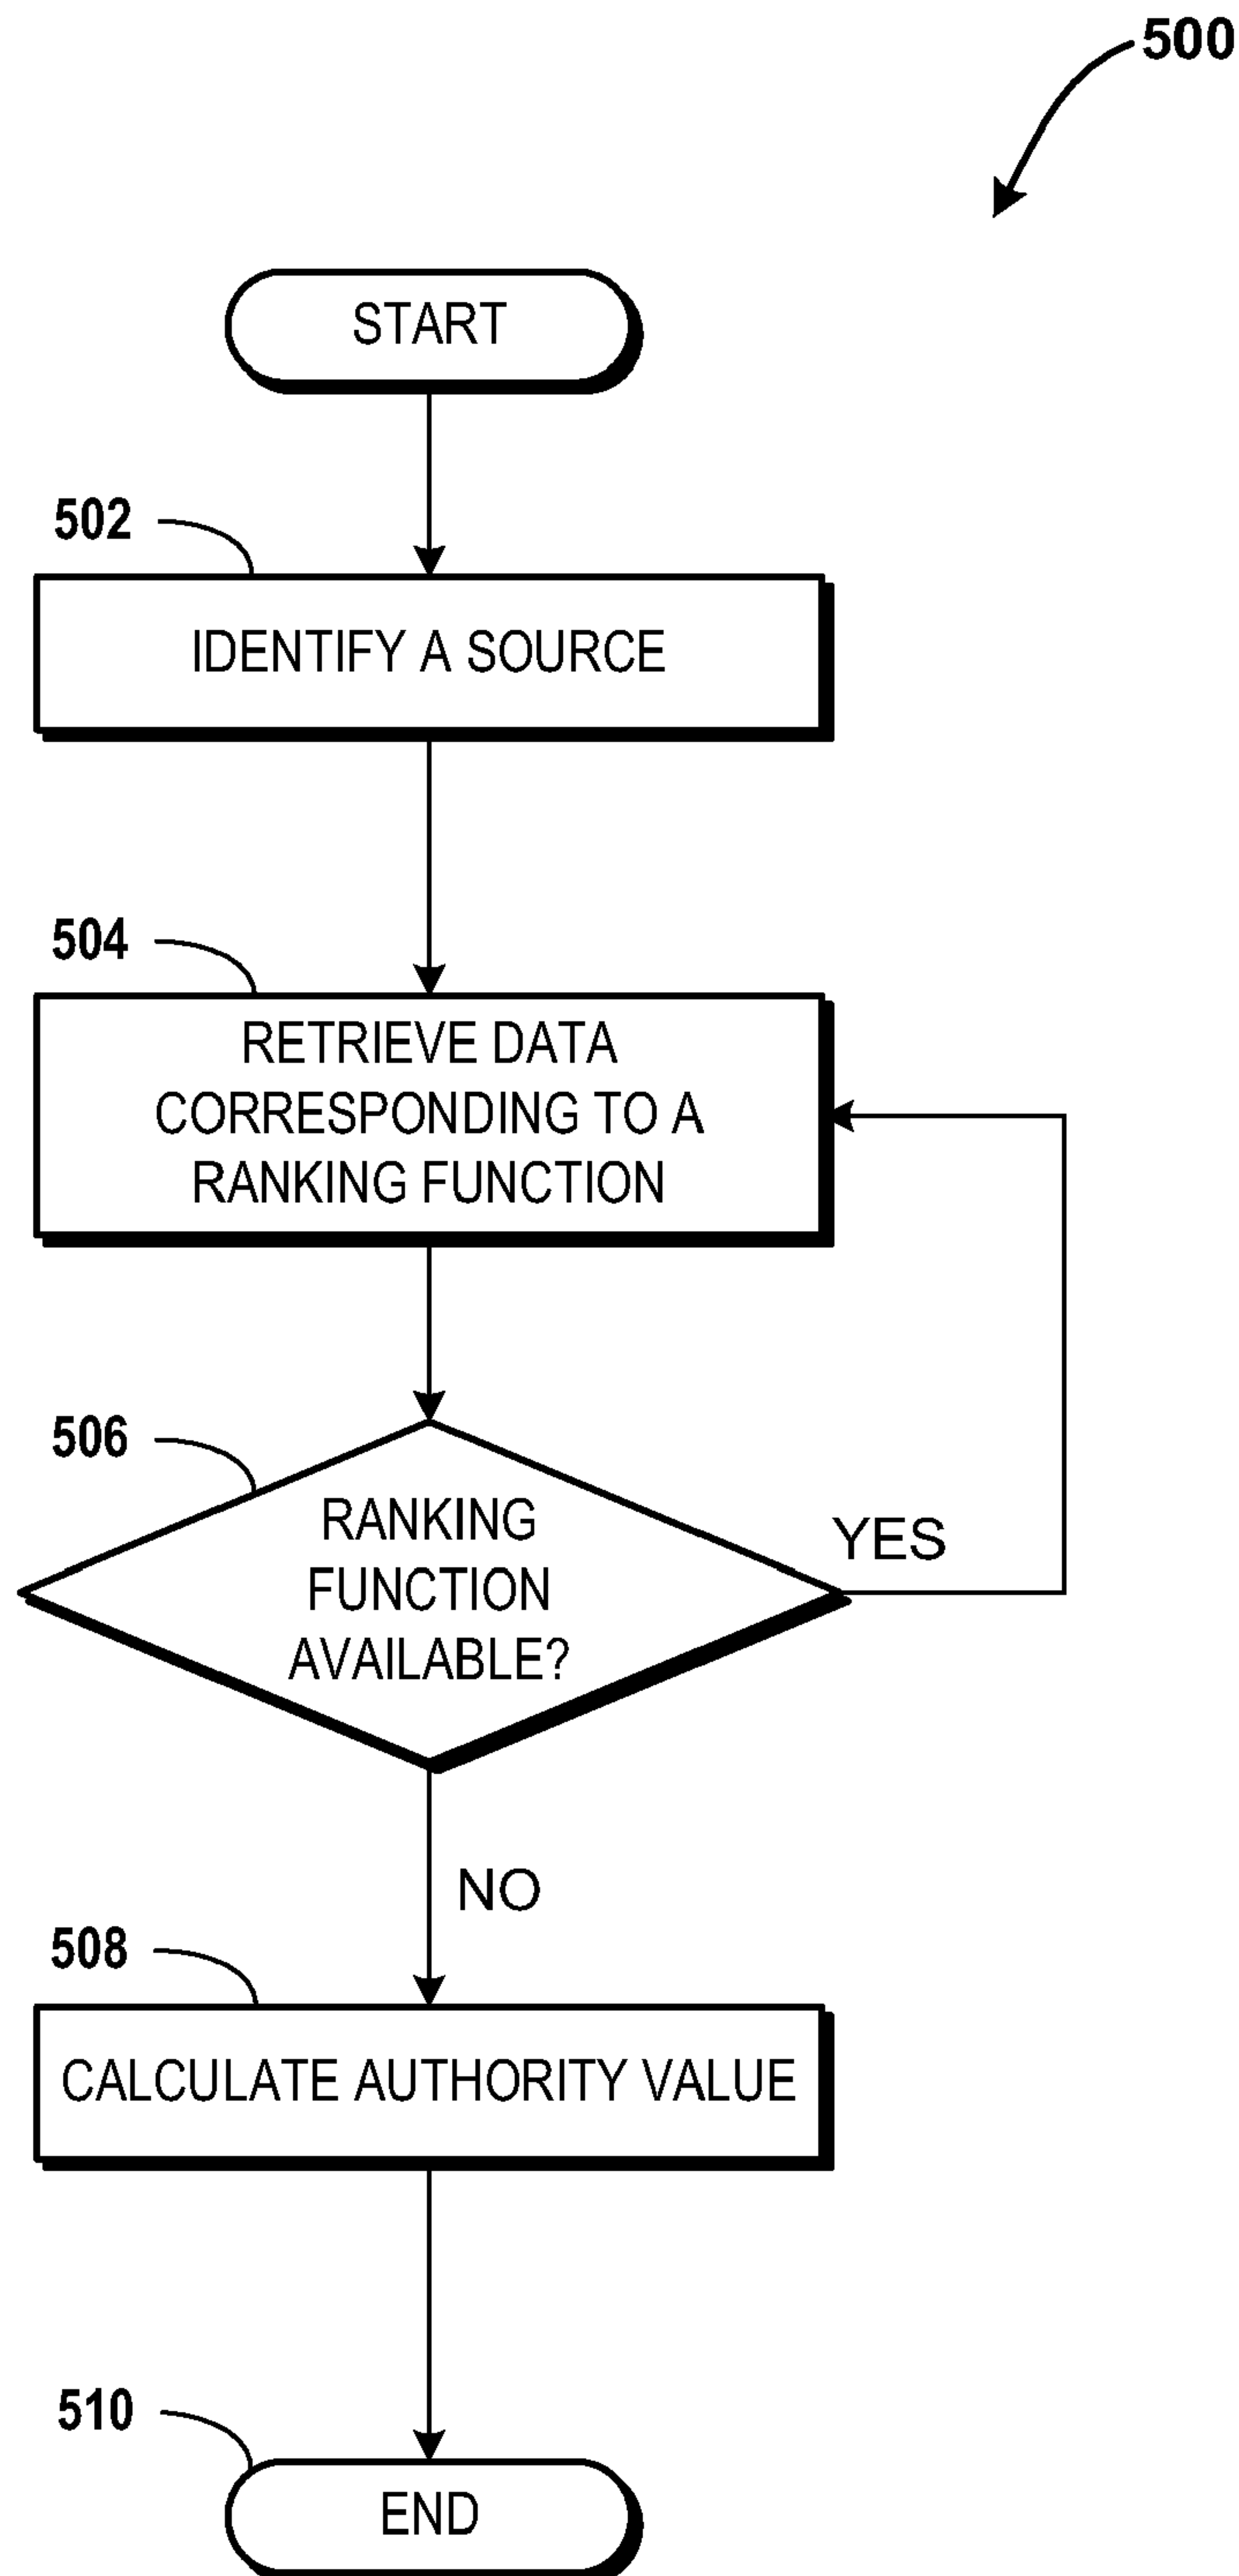 500
START
502
IDENTIFY A SOURCE
504
RETRIEVE DATA
CORRESPONDING TO A
RANKING FUNCTION
506
RANKING
FUNCTION
AVAILABLE?
YES
NO
508
CALCULATE AUTHORITY VALUE
510
END